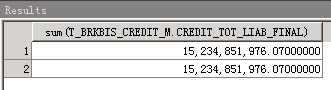 Results
sum(T_BRKBIS_CREDIT_M.CREDIT_TOT_LIAB_FINAL)
1 15,234,851,976.07000000
2 15,234,851,976.07000000